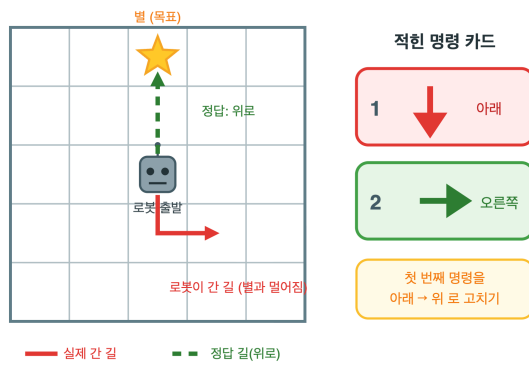 별 (목표)
정답: 위로
로봇 출발
로봇이 간 길 (별과 멀어짐)
실제 간 길
정답 길(위로)
적힌 명령 카드
1
아래
2
오른쪽
첫 번째 명령을
아래 → 위 로 고치기